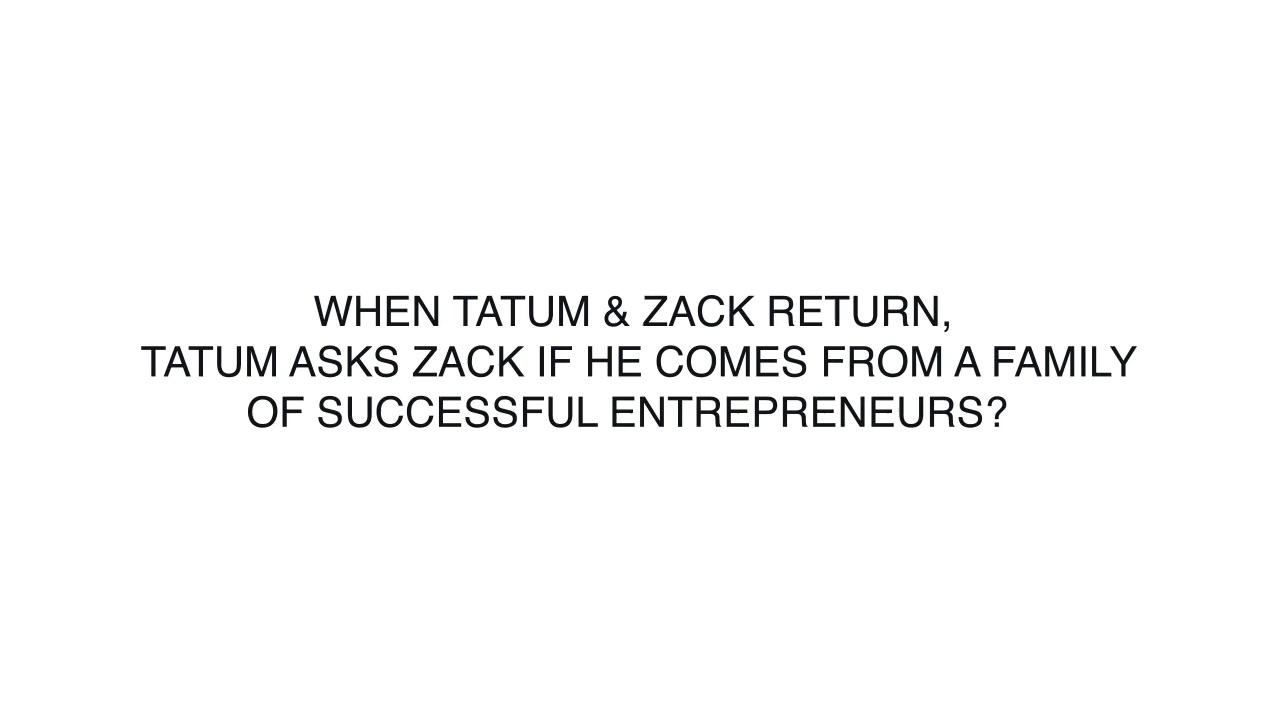 WHEN TATUM & ZACK RETURN,
TATUM ASKS ZACK IF HE COMES FROM A FAMILY
OF SUCCESSFUL ENTREPRENEURS?